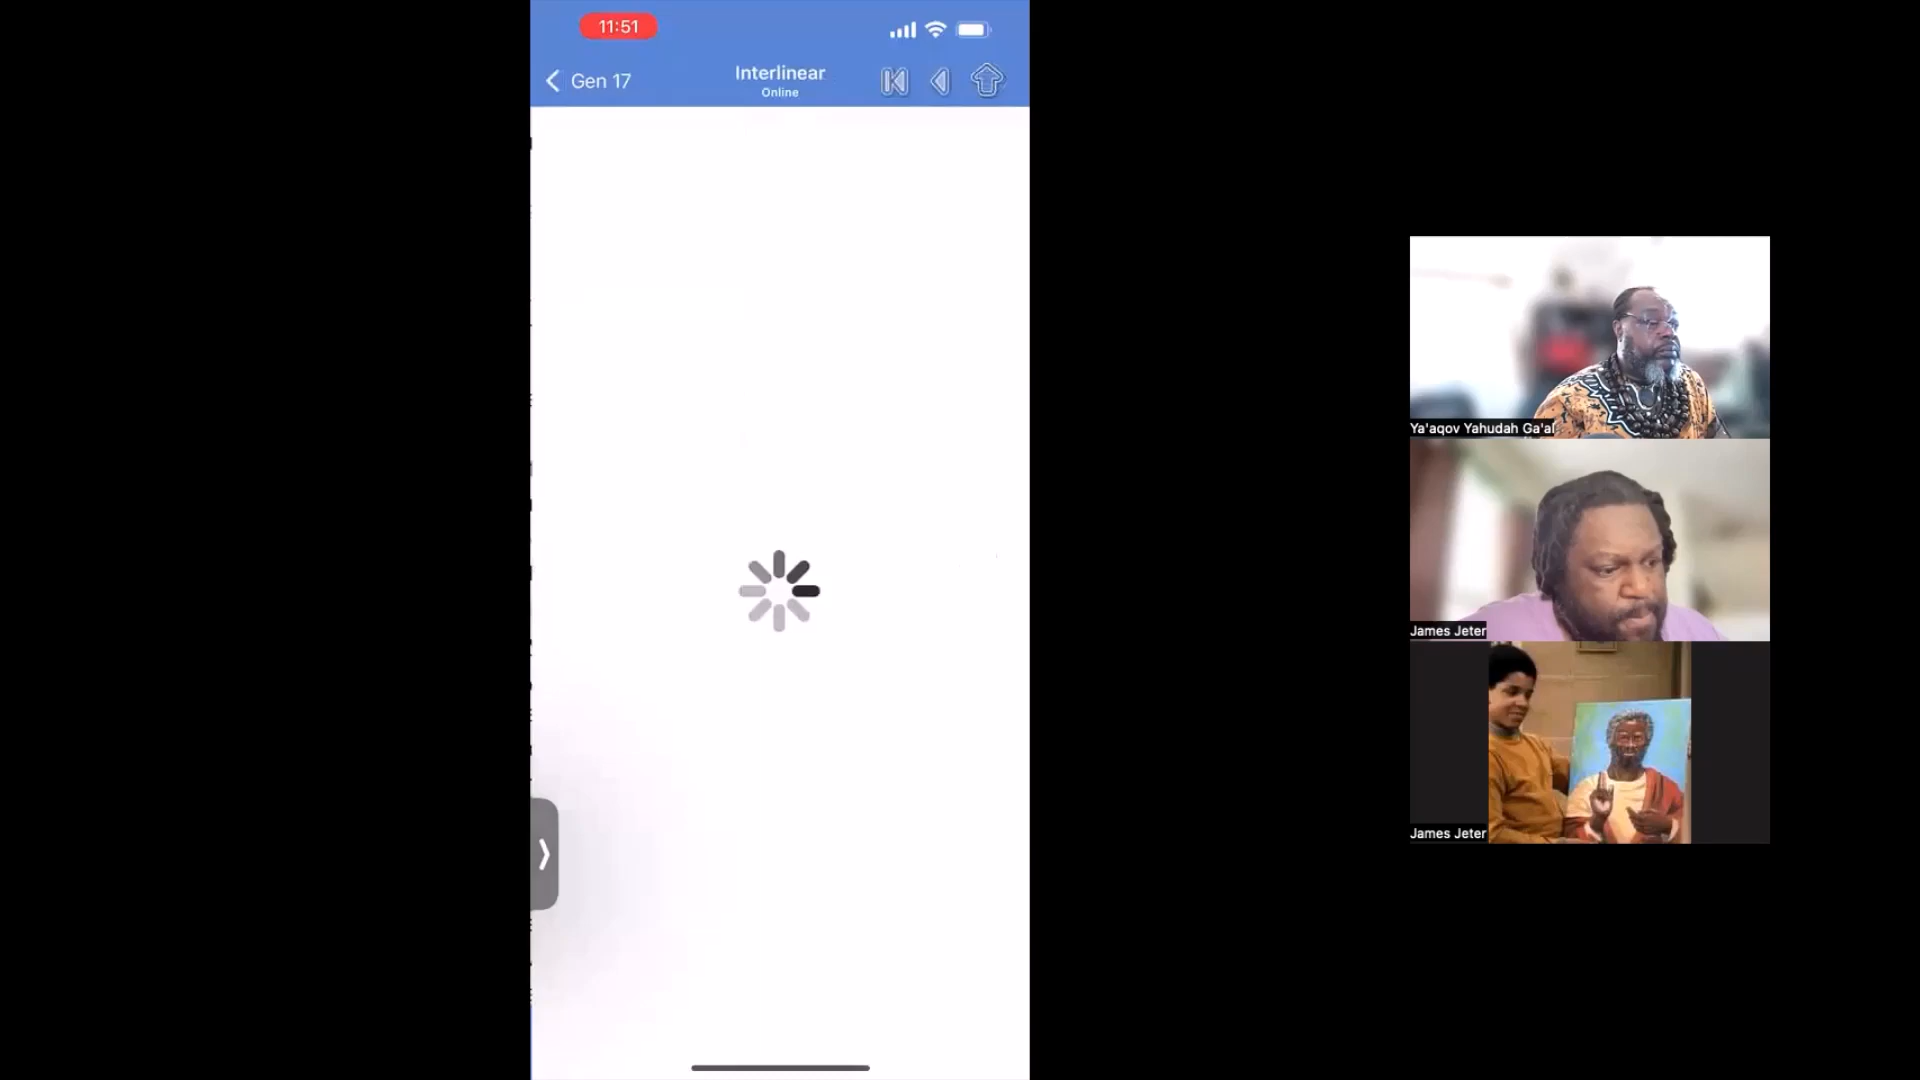 11:51
Gen 17
Interlinear
Online
Ya'aqov Yahudah Ga'al
James Jeter
James Jeter